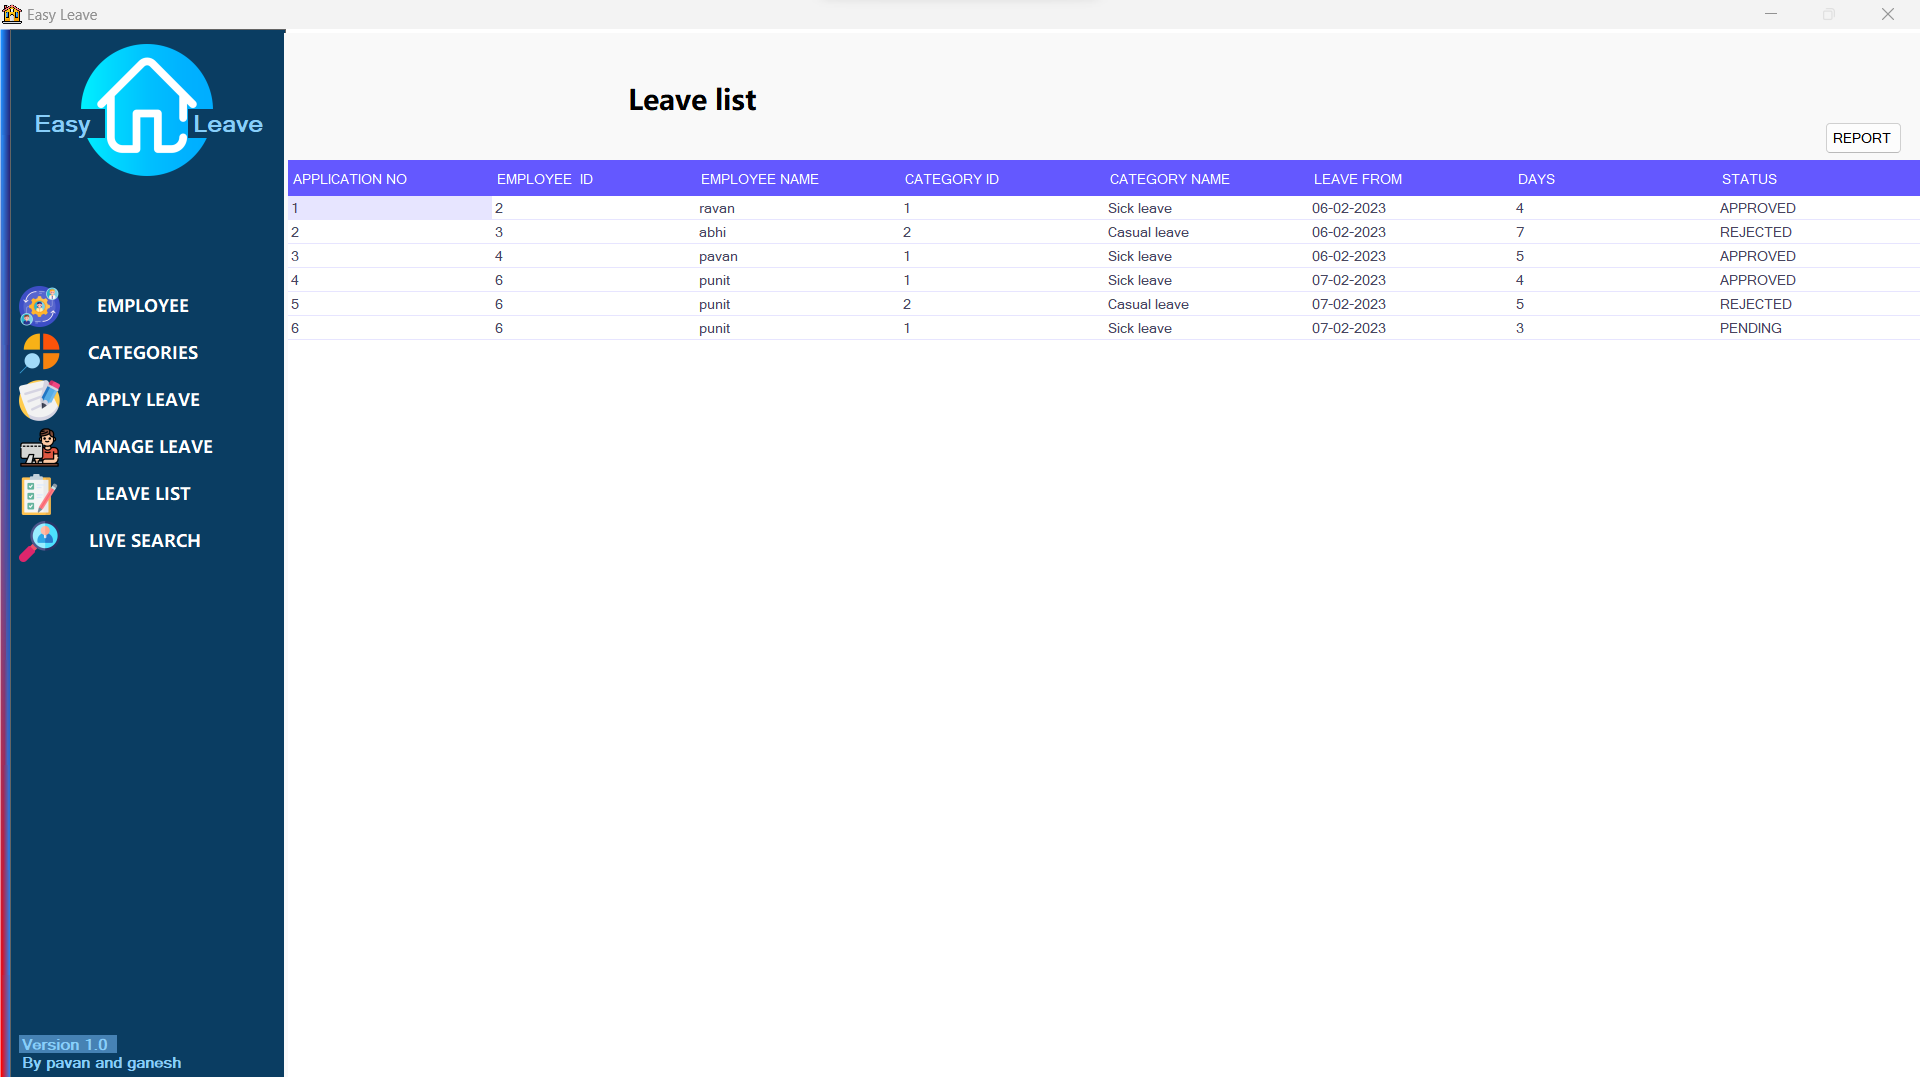 Easy Leave
Easy Leave
EMPLOYEE
CATEGORIES
APPLY LEAVE
MANAGE LEAVE
LEAVE LIST
LIVE SEARCH
Version 1.0
By pavan and ganesh
Leave list
REPORT
APPLICATION NO EMPLOYEE ID EMPLOYEE NAME CATEGORY ID CATEGORY NAME LEAVE FROM DAYS STATUS
1 2 ravan 1 Sick leave 06-02-2023 4 APPROVED
2 3 abhi 2 Casual leave 06-02-2023 7 REJECTED
3 4 pavan 1 Sick leave 06-02-2023 5 APPROVED
4 6 punit 1 Sick leave 07-02-2023 4 APPROVED
5 6 punit 2 Casual leave 07-02-2023 5 REJECTED
6 6 punit 1 Sick leave 07-02-2023 3 PENDING